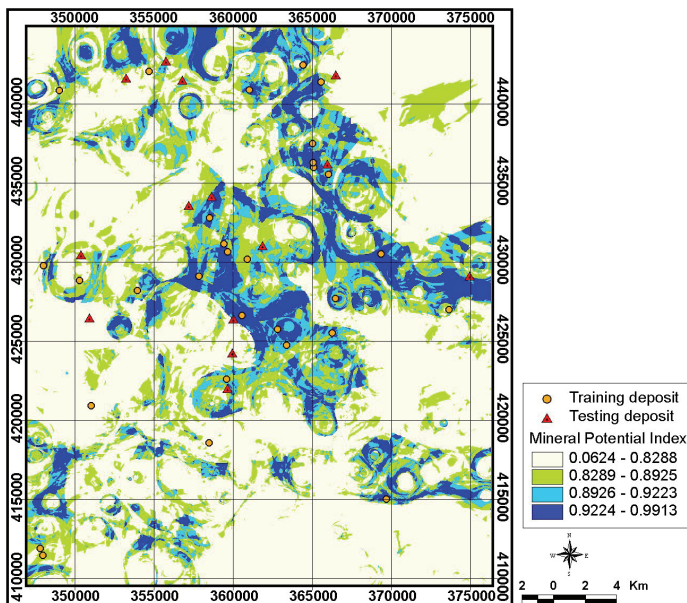 350000 355000 360000 365000 370000 375000
440000 440000
435000 435000
430000 430000
425000 425000
420000 420000
415000 415000
410000 410000
350000 355000 360000 365000 370000 375000
Training deposit
Testing deposit
Mineral Potential Index
0.0624 - 0.8288
0.8289 - 0.8925
0.8926 - 0.9223
0.9224 - 0.9913
N
W E
S
2 0 2 4 Km